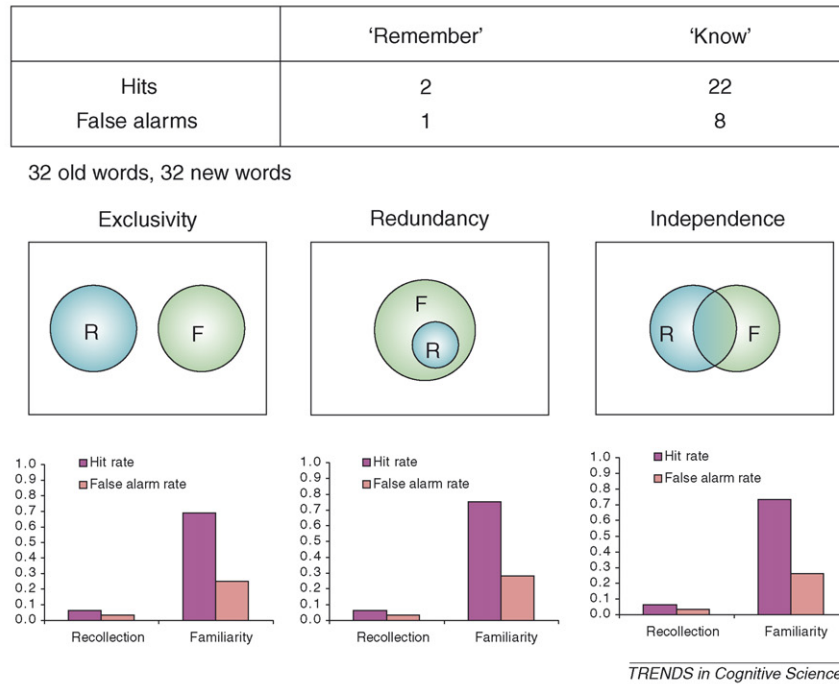 ‘Remember’ ‘Know’
Hits 2 22
False alarms 1 8
32 old words, 32 new words
Exclusivity Redundancy Independence
R F
F
R
R F
1.0
0.9
0.8
0.7
0.6
0.5
0.4
0.3
0.2
0.1
0.0
Hit rate
False alarm rate
Recollection Familiarity
1.0
0.9
0.8
0.7
0.6
0.5
0.4
0.3
0.2
0.1
0.0
Hit rate
False alarm rate
Recollection Familiarity
1.0
0.9
0.8
0.7
0.6
0.5
0.4
0.3
0.2
0.1
0.0
Hit rate
False alarm rate
Recollection Familiarity
TRENDS in Cognitive Science